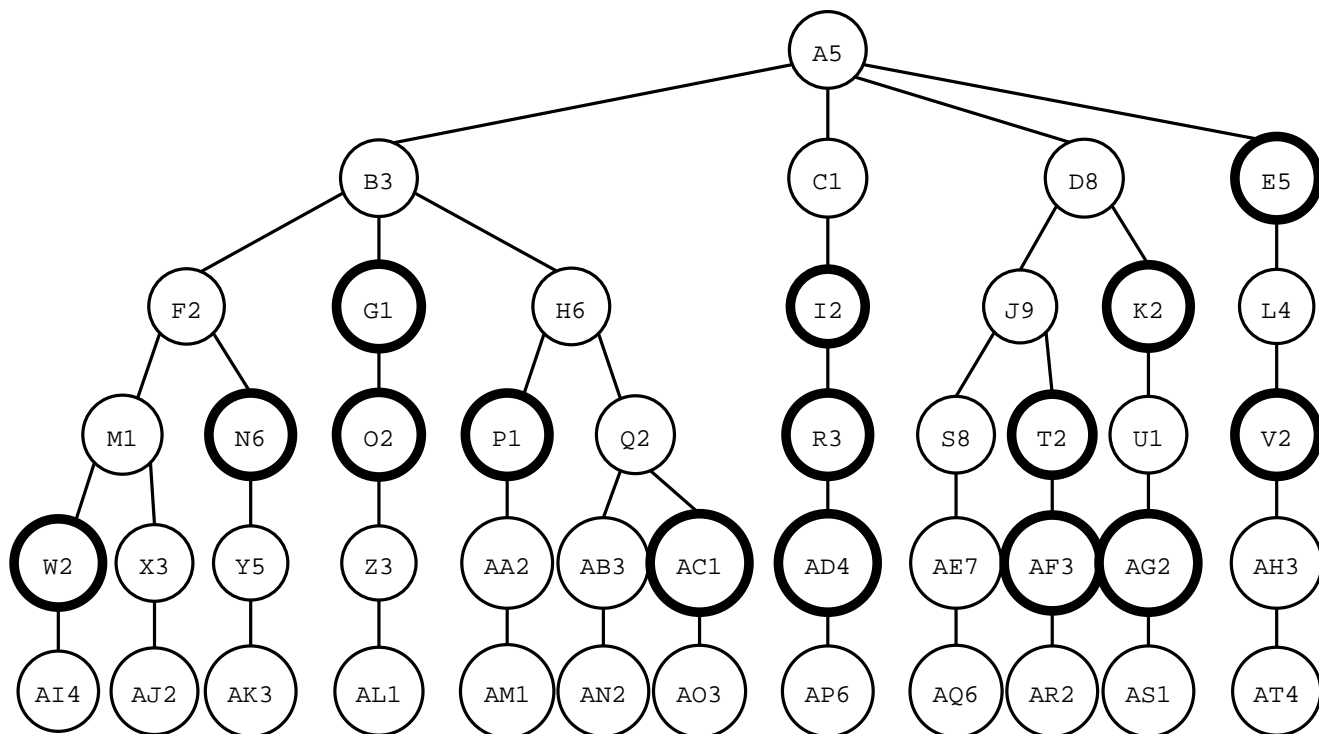 A5
B3 C1 D8 E5
F2 G1 H6 I2 J9 K2 L4
M1 N6 O2 P1 Q2 R3 S8 T2 U1 V2
W2 X3 Y5 Z3 AA2 AB3 AC1 AD4 AE7 AF3 AG2 AH3
AI4 AJ2 AK3 AL1 AM1 AN2 AO3 AP6 AQ6 AR2 AS1 AT4